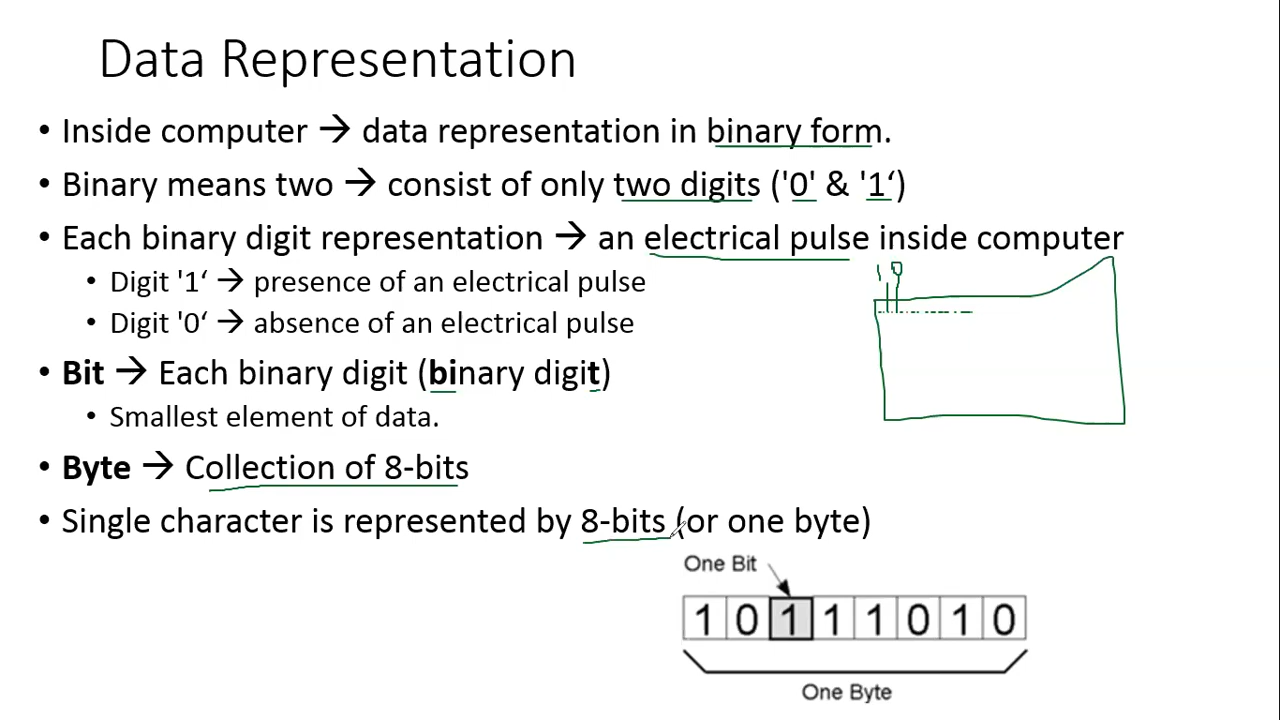 Data Representation
• Inside computer → data representation in binary form.
• Binary means two → consist of only two digits ('0' & '1‘)
• Each binary digit representation → an electrical pulse inside computer
• Digit '1‘ → presence of an electrical pulse
1 0
• Digit '0‘ → absence of an electrical pulse
• Bit → Each binary digit (binary digit)
• Smallest element of data.
• Byte → Collection of 8-bits
• Single character is represented by 8-bits (or one byte)
One Bit
1 0 1 1 1 0 1 0
One Byte